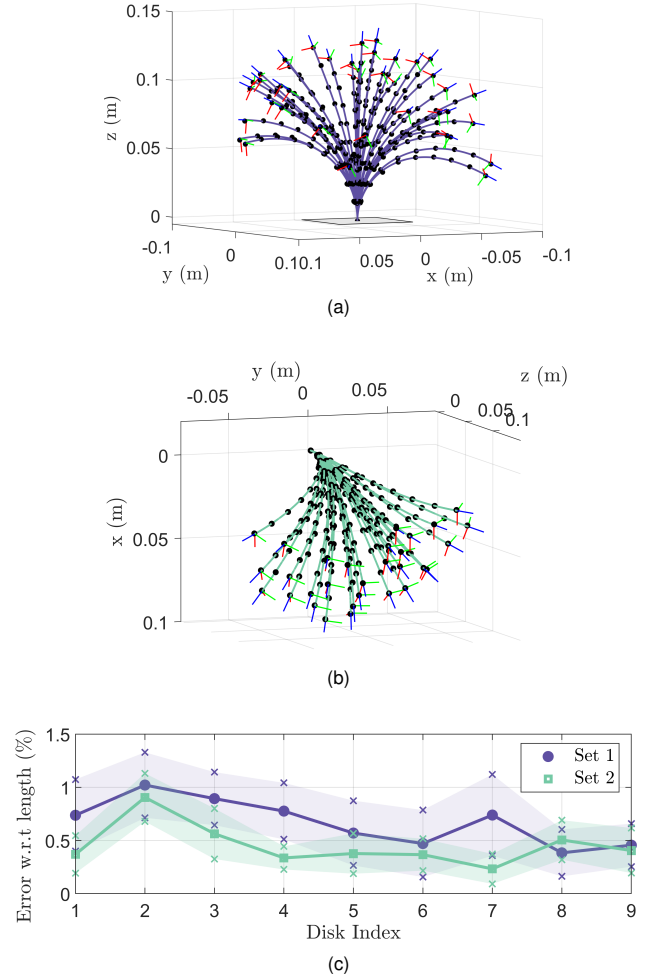 0.15
0.1
z (m)
0.05
0
-0.1
0
0.1
0.1
0.05
0
-0.05
-0.1
y (m)
x (m)
(a)
y (m)
z (m)
-0.05
0
0.05
0
0.05
0.1
0
x (m)
0.05
0.1
(b)
1.5
Error w.r.t length (%)
1
0.5
0
Set 1
Set 2
1 2 3 4 5 6 7 8 9
Disk Index
(c)